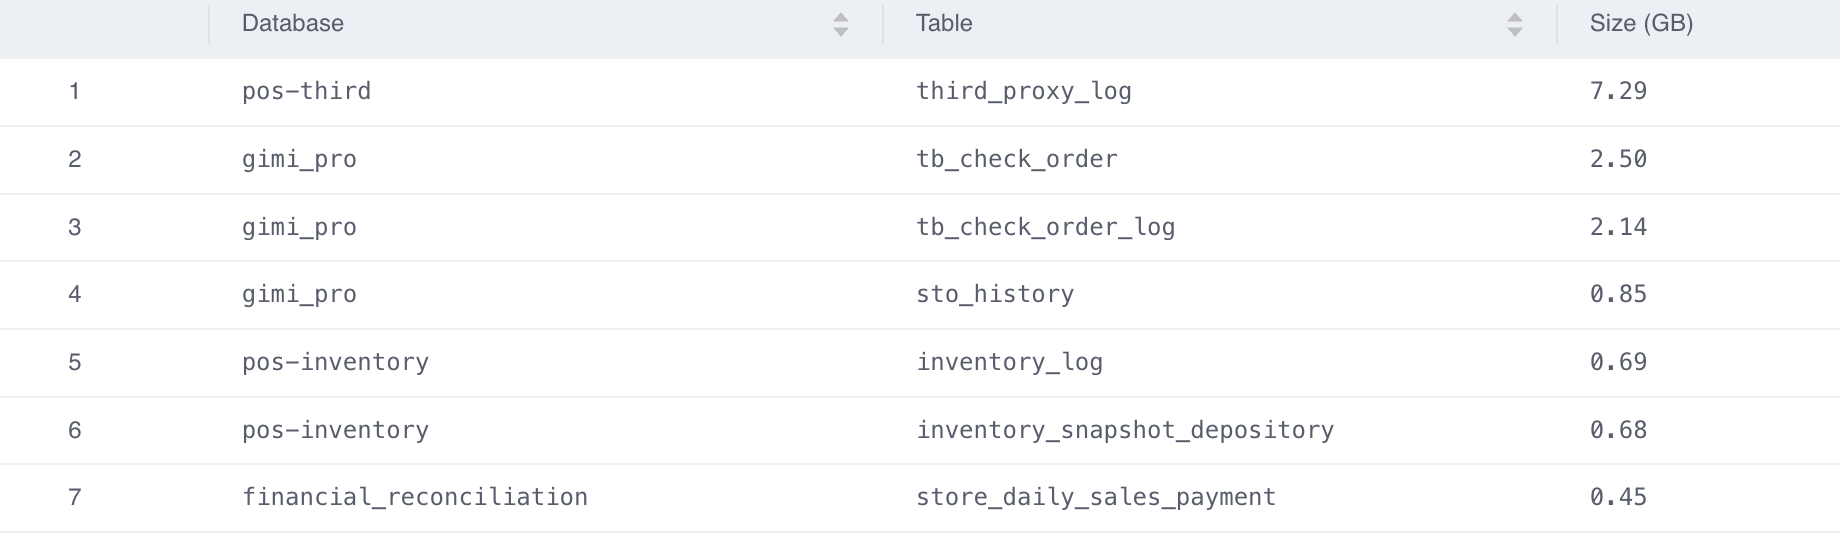 Database Table Size (GB)
1 pos-third third_proxy_log 7.29
2 gimi_pro tb_check_order 2.50
3 gimi_pro tb_check_order_log 2.14
4 gimi_pro sto_history 0.85
5 pos-inventory inventory_log 0.69
6 pos-inventory inventory_snapshot_depository 0.68
7 financial_reconciliation store_daily_sales_payment 0.45